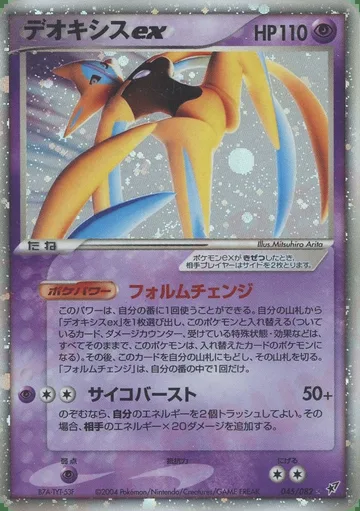 デオキシスex HP110
たね
Illus.Mitsuhiro Arita
ポケモンexがきぜつしたとき、
相手プレイヤーはサイドを2枚とります。
ポケパワー フォルムチェンジ
このパワーは、自分の番に1回使うことができる。自分の山札から
「デオキシスex」を1枚選び出し、このポケモンと入れ替える(ついて
いるカード、ダメージカウンター、受けている特殊状態・効果などは、
すべてそのままで、このポケモンは、入れ替えたカードのポケモンに
なる)。その後、このカードを自分の山札にもどし、その山札を切る。
「フォルムチェンジ」は、自分の番の中で1回だけ。
サイコバースト 50+
のぞむなら、自分のエネルギーを2個トラッシュしてよい。その
場合、相手のエネルギー×20ダメージを追加する。
弱点 抵抗力 にげる
©2004 Pokémon/Nintendo/Creatures/GAME FREAK